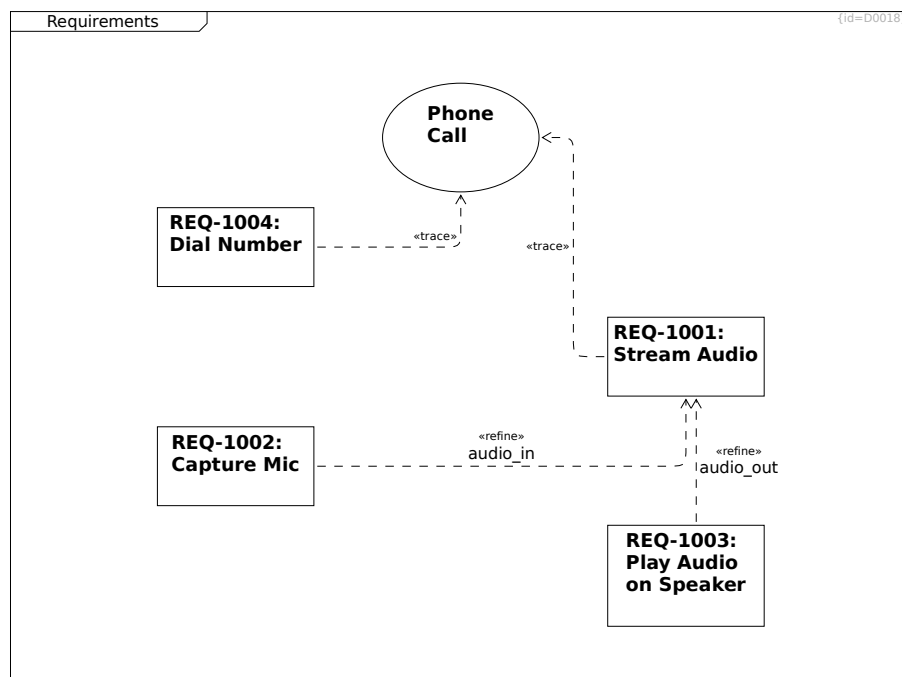 Requirements
{id=D0018
Phone
Call
REQ-1004:
Dial Number
«trace»
«trace»
REQ-1001:
Stream Audio
REQ-1002:
Capture Mic
«refine»
audio_in
«refine»
audio_out
REQ-1003:
Play Audio
on Speaker